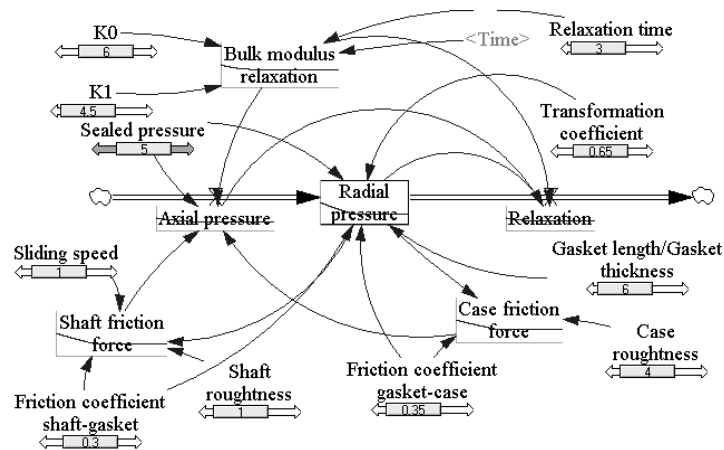 K0
6
Bulk modulus
relaxation
<Time>
Relaxation time
3
K1
4.5
Sealed pressure
5
Transformation
coefficient
0.65
Radial
pressure
Axial pressure
Relaxation
Sliding speed
1
Gasket length/Gasket
thickness
6
Shaft friction
force
Case friction
force
Case
roughtness
4
Friction coefficient
shaft-gasket
0.3
Shaft
roughtness
1
Friction coefficient
gasket-case
0.35